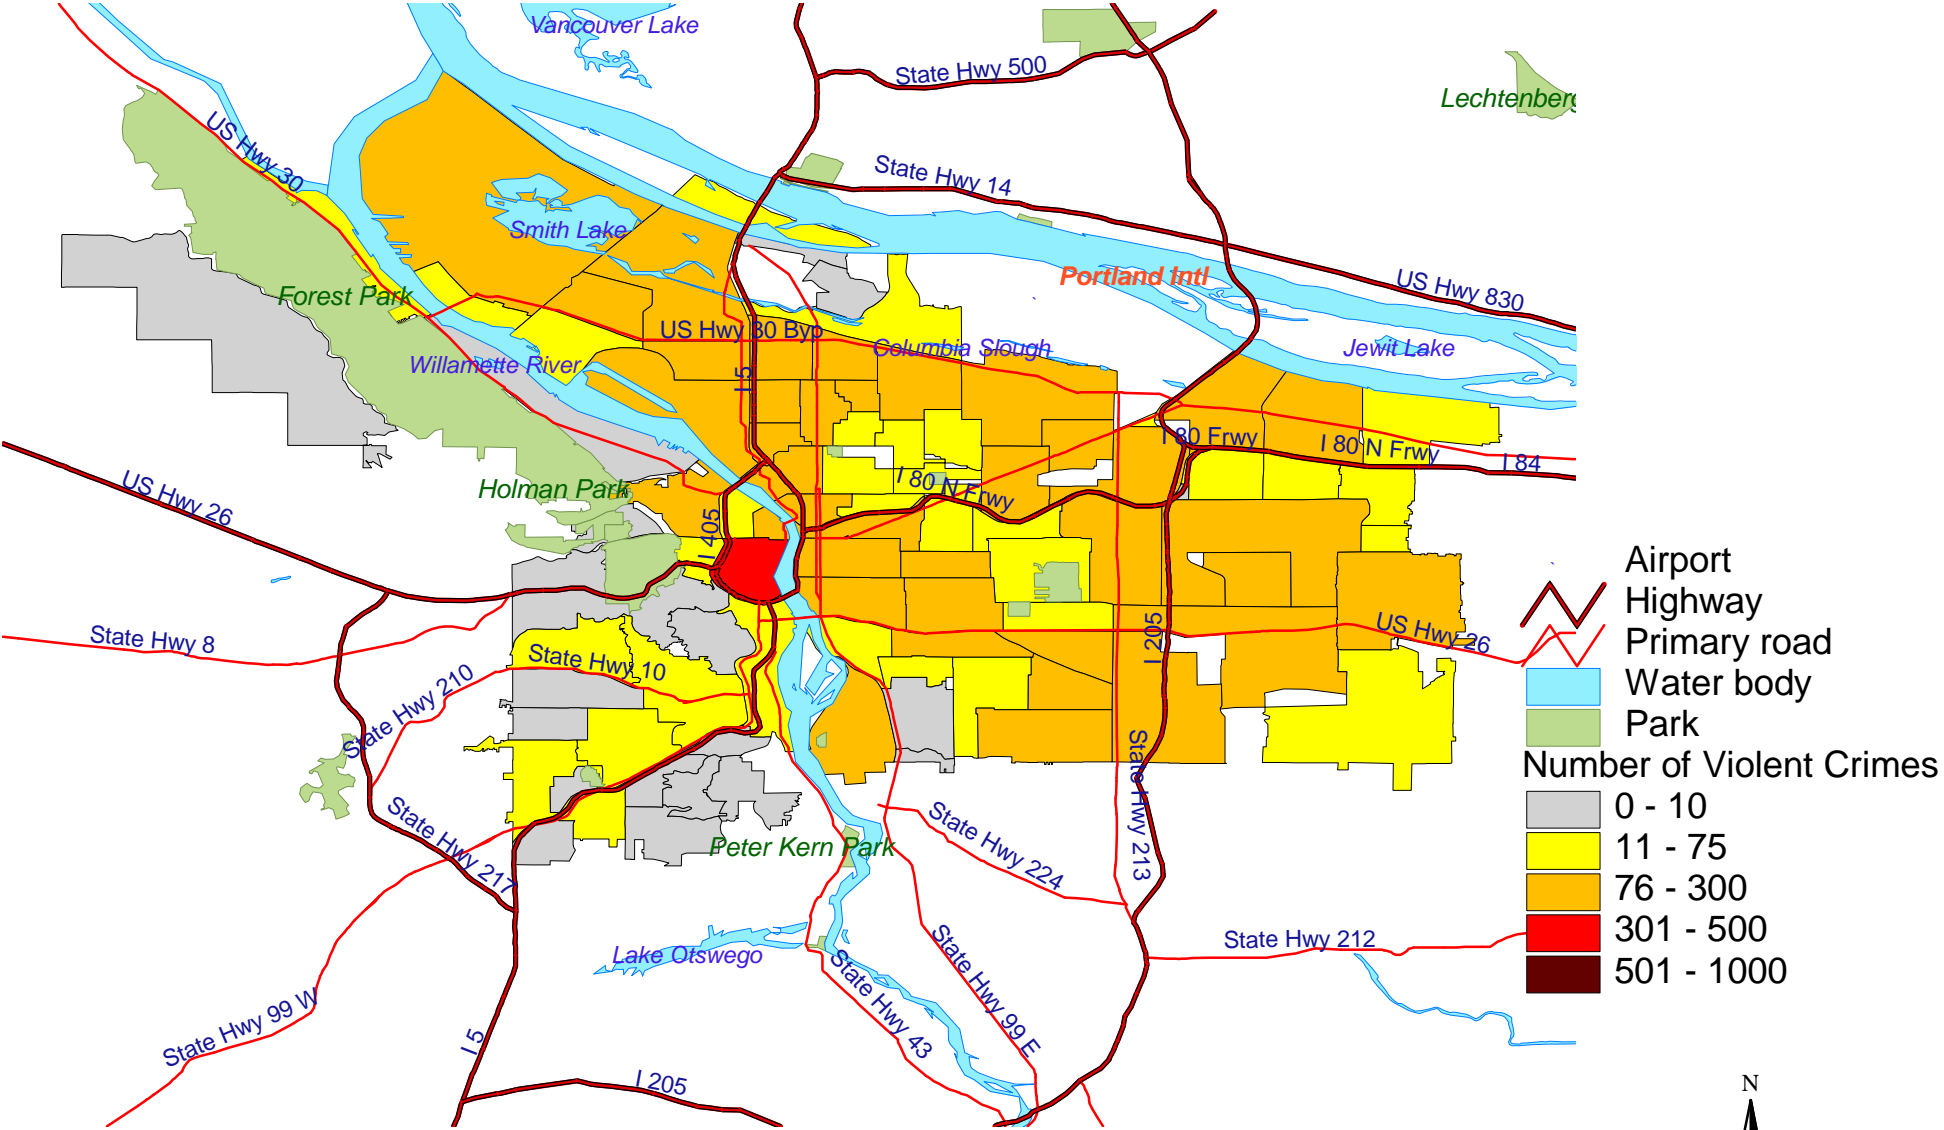 Vancouver Lake
State Hwy 500
Lechtenberg
US Hwy 30
State Hwy 14
Smith Lake
Portland Intl
US Hwy 830
Forest Park
US Hwy 30 Byp
Columbia Slough
Jewit Lake
Willamette River
I 5
I 80 Frwy
I 80 N Frwy
I 84
US Hwy 26
Holman Park
I 80 N Frwy
I 405
State Hwy 8
State Hwy 10
State Hwy 210
I 205
US Hwy 26
State Hwy 213
State Hwy 217
Peter Kern Park
State Hwy 224
Lake Otswego
State Hwy 99 W
State Hwy 43
State Hwy 99 E
State Hwy 212
I 5
I 205
Airport
Highway
Primary road
Water body
Park
Number of Violent Crimes
0 - 10
11 - 75
76 - 300
301 - 500
501 - 1000
N